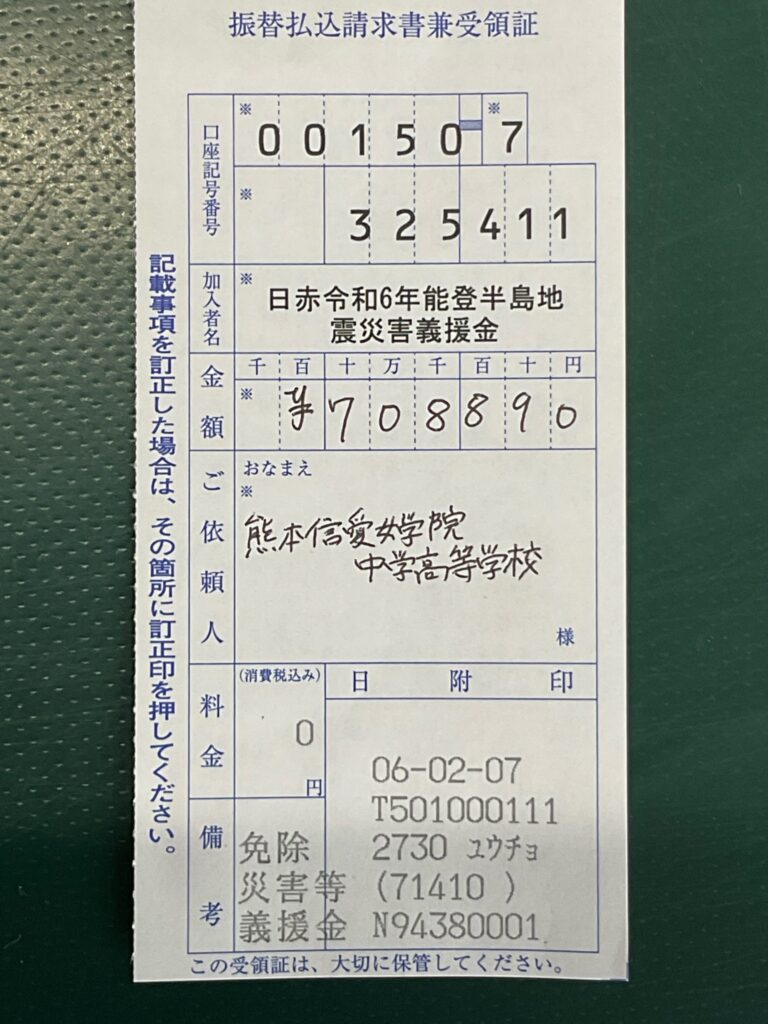 振替払込請求書兼受領証
口座記号番号
※ ※
00150-7
※
325411
加入者名
※
日赤令和6年能登半島地
震災害義援金
金額
千百十万千百十円
※
¥708890
ご依頼人
おなまえ
※
熊本信愛女学院
中学高等学校
様
料金
(消費税込み)
0
円
日附印
06-02-07
T501000111
2730 ユウチョ
(71410 )
N94380001
備考
免除
災害等
義援金
記載事項を訂正した場合は、その箇所に訂正印を押してください。
この受領証は、大切に保管してください。